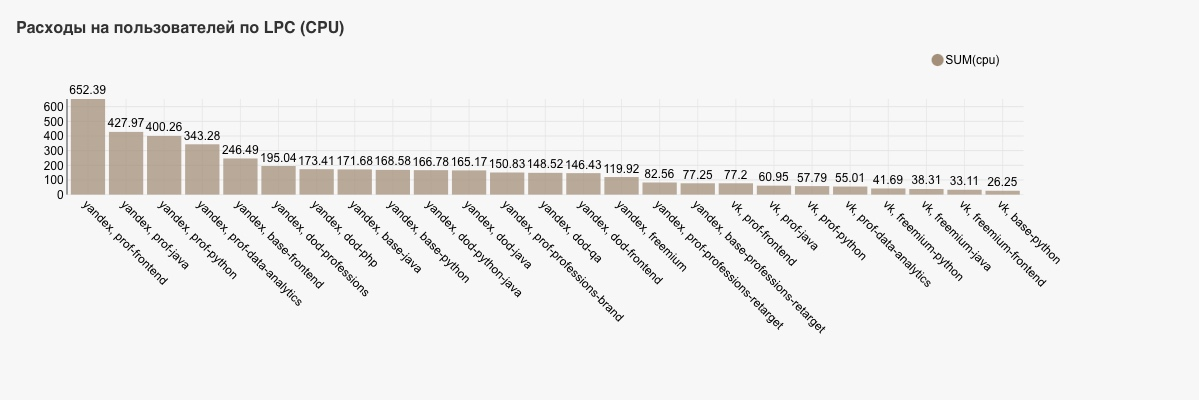 Расходы на пользователей по LPC (CPU)
SUM(cpu)
652.39
427.97
400.26
343.28
246.49
195.04
173.41
171.68
168.58
166.78
165.17
150.83
148.52
146.43
119.92
82.56
77.25
77.2
60.95
57.79
55.01
41.69
38.31
33.11
26.25
600
500
400
300
200
100
0
yandex, prof-frontend
yandex, prof-java
yandex, prof-python
yandex, prof-data-analytics
yandex, base-frontend
yandex, dod-professions
yandex, dod-php
yandex, base-java
yandex, base-python
yandex, dod-python-java
yandex, dod-java
yandex, prof-professions-brand
yandex, dod-qa
yandex, dod-frontend
yandex, freemium
yandex, prof-professions-retarget
yandex, base-professions-retarget
vk, prof-frontend
vk, prof-java
vk, prof-python
vk, prof-data-analytics
vk, freemium-python
vk, freemium-java
vk, freemium-frontend
vk, base-python